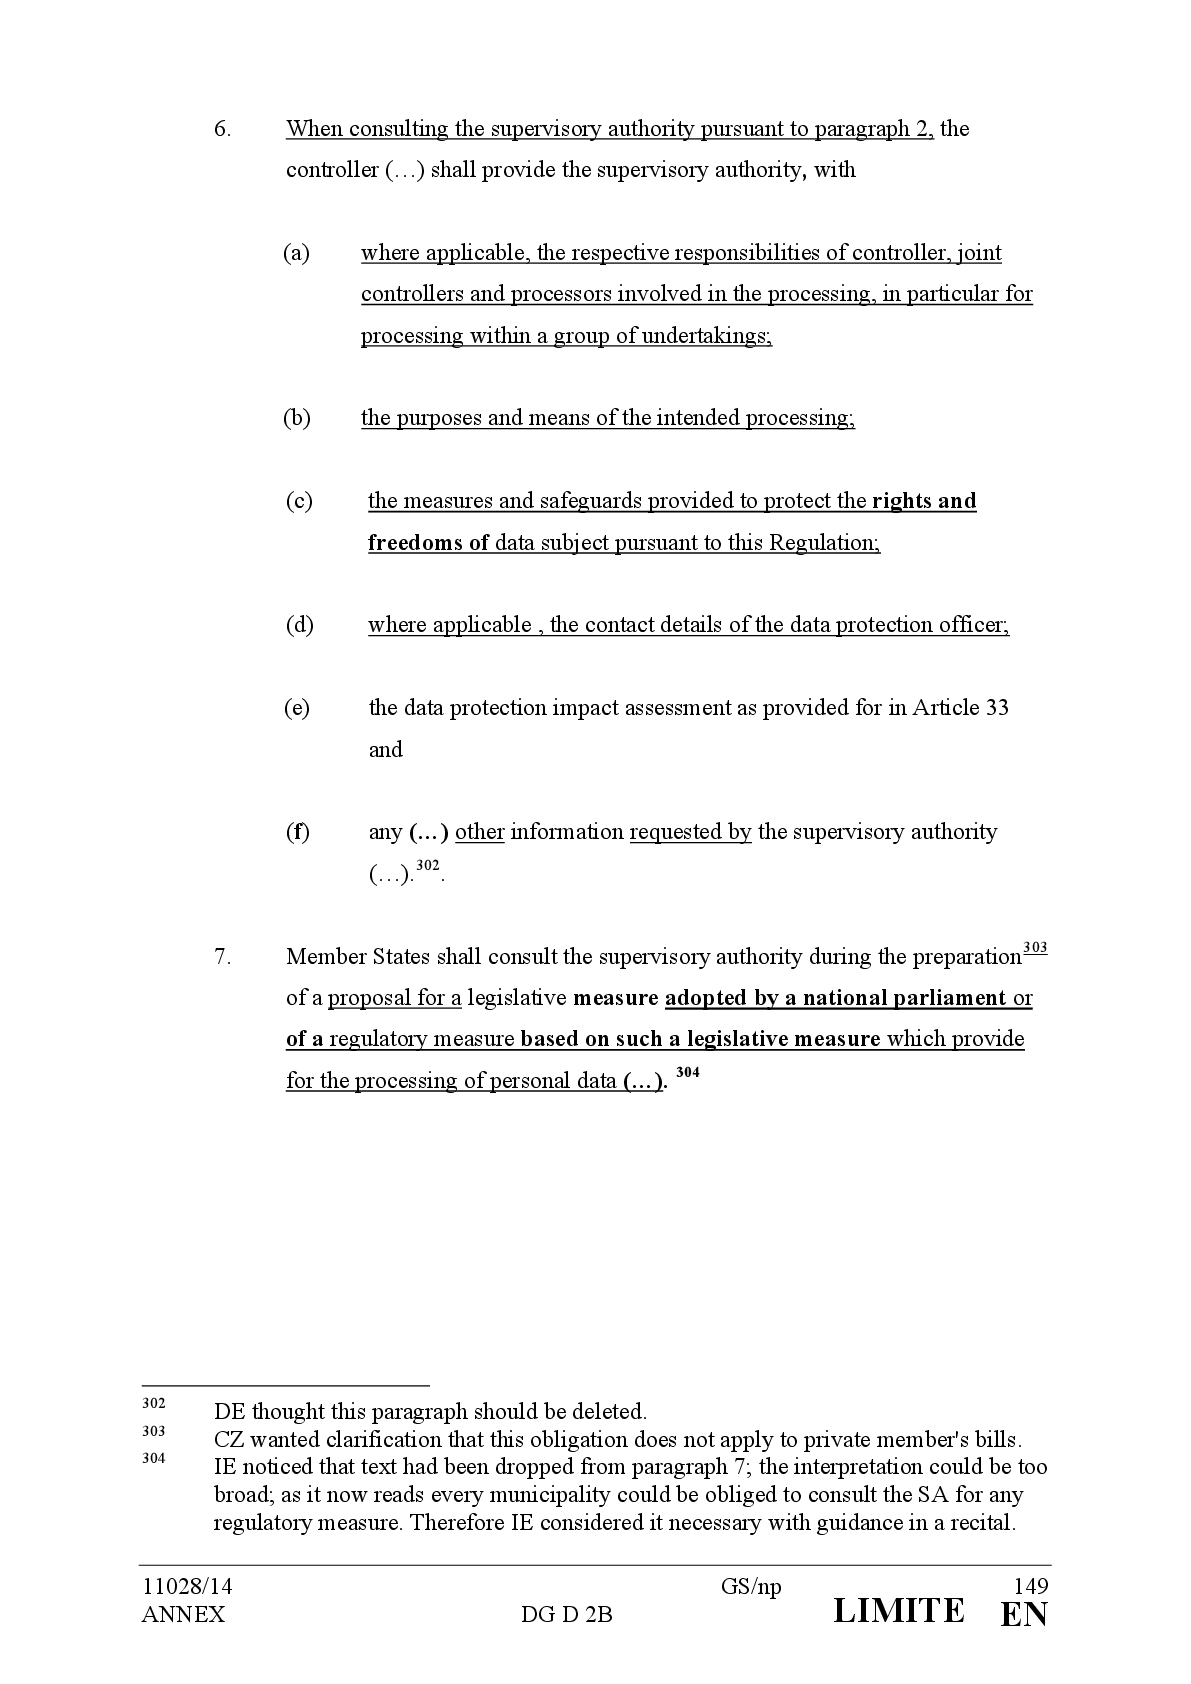 6. When consulting the supervisory authority pursuant to paragraph 2, the
controller (…) shall provide the supervisory authority, with
(a) where applicable, the respective responsibilities of controller, joint
controllers and processors involved in the processing, in particular for
processing within a group of undertakings;
(b) the purposes and means of the intended processing;
(c) the measures and safeguards provided to protect the rights and
freedoms of data subject pursuant to this Regulation;
(d) where applicable , the contact details of the data protection officer;
(e) the data protection impact assessment as provided for in Article 33
and
(f) any (…) other information requested by the supervisory authority
(…).302.
7. Member States shall consult the supervisory authority during the preparation303
of a proposal for a legislative measure adopted by a national parliament or
of a regulatory measure based on such a legislative measure which provide
for the processing of personal data (…). 304
302 DE thought this paragraph should be deleted.
303 CZ wanted clarification that this obligation does not apply to private member's bills.
304 IE noticed that text had been dropped from paragraph 7; the interpretation could be too
broad; as it now reads every municipality could be obliged to consult the SA for any
regulatory measure. Therefore IE considered it necessary with guidance in a recital.
11028/14 GS/np 149
ANNEX DG D 2B LIMITE EN